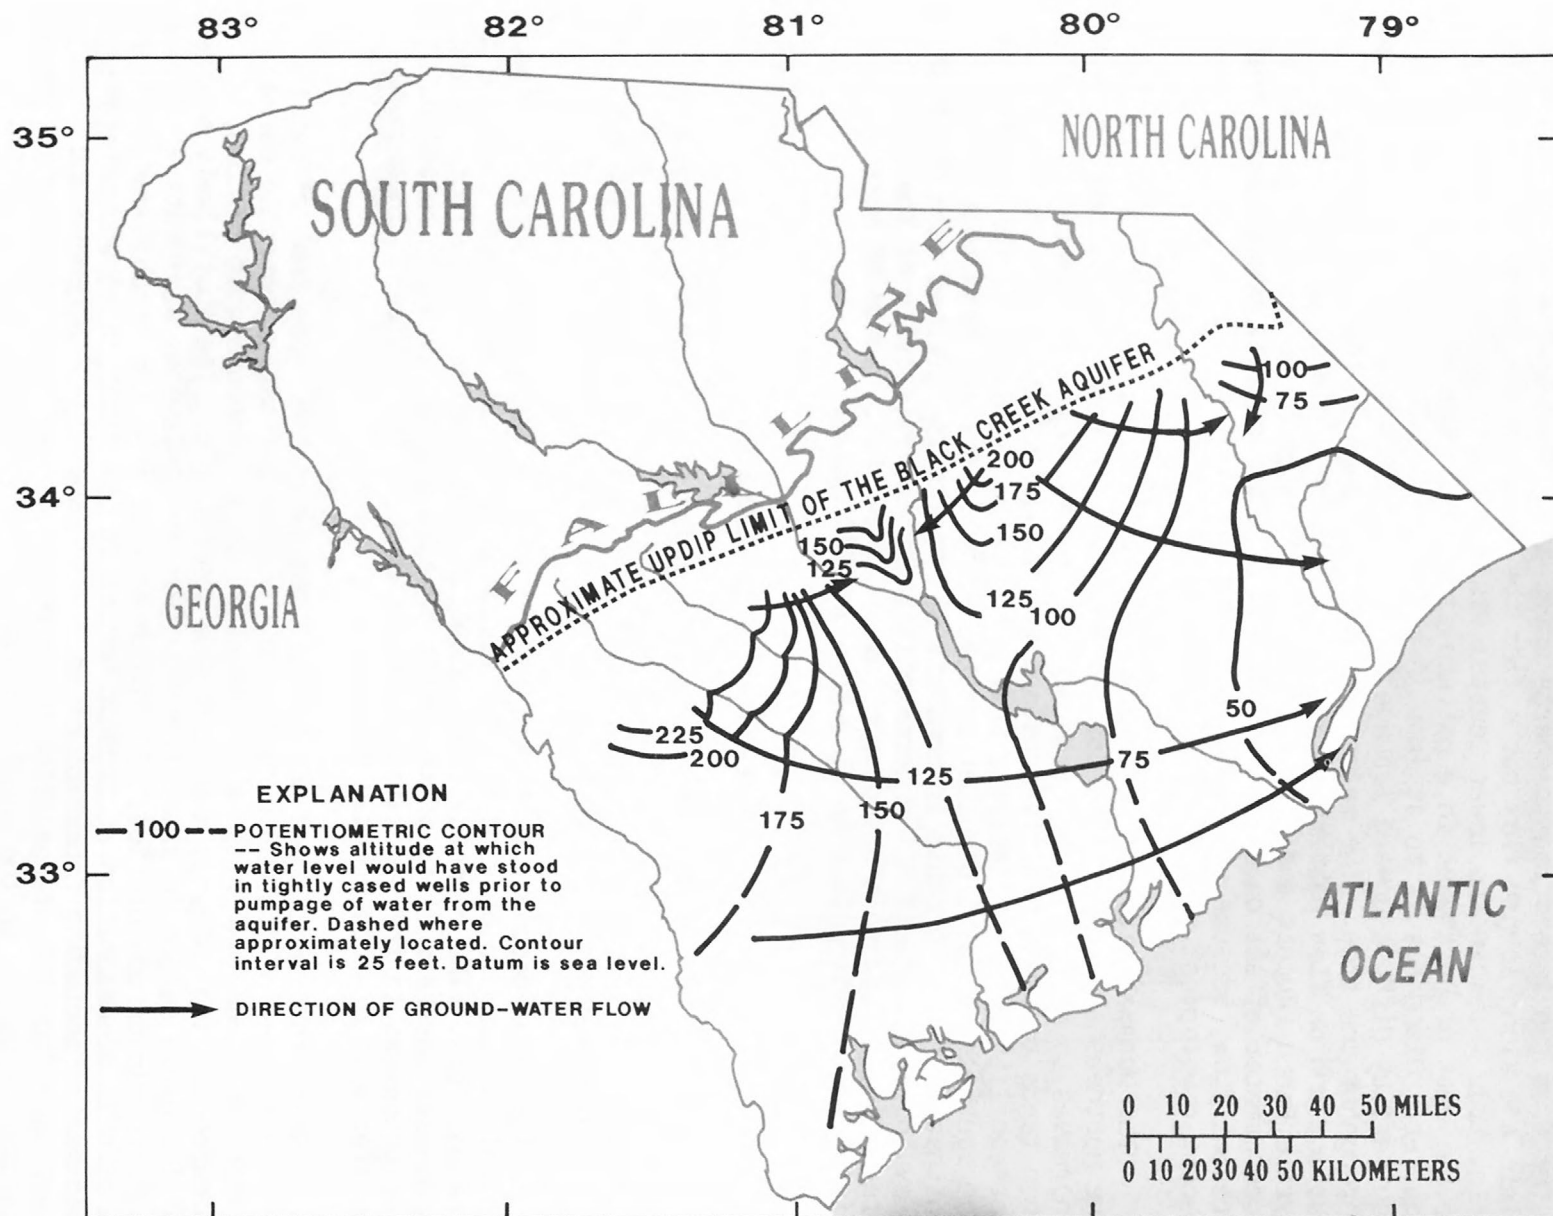 83° 82° 81° 80° 79°
35°
NORTH CAROLINA
SOUTH CAROLINA
FALL LINE
APPROXIMATE UPDIP LIMIT OF THE BLACK CREEK AQUIFER
100
75
200
34°
175
150
150
125
GEORGIA
125
100
50
225
200
75
125
150
175
EXPLANATION
100
POTENTIOMETRIC CONTOUR
-- Shows altitude at which
water level would have stood
in tightly cased wells prior to
pumpage of water from the
aquifer. Dashed where
approximately located. Contour
interval is 25 feet. Datum is sea level.
33°
DIRECTION OF GROUND-WATER FLOW
ATLANTIC
OCEAN
0 10 20 30 40 50 MILES
0 10 20 30 40 50 KILOMETERS